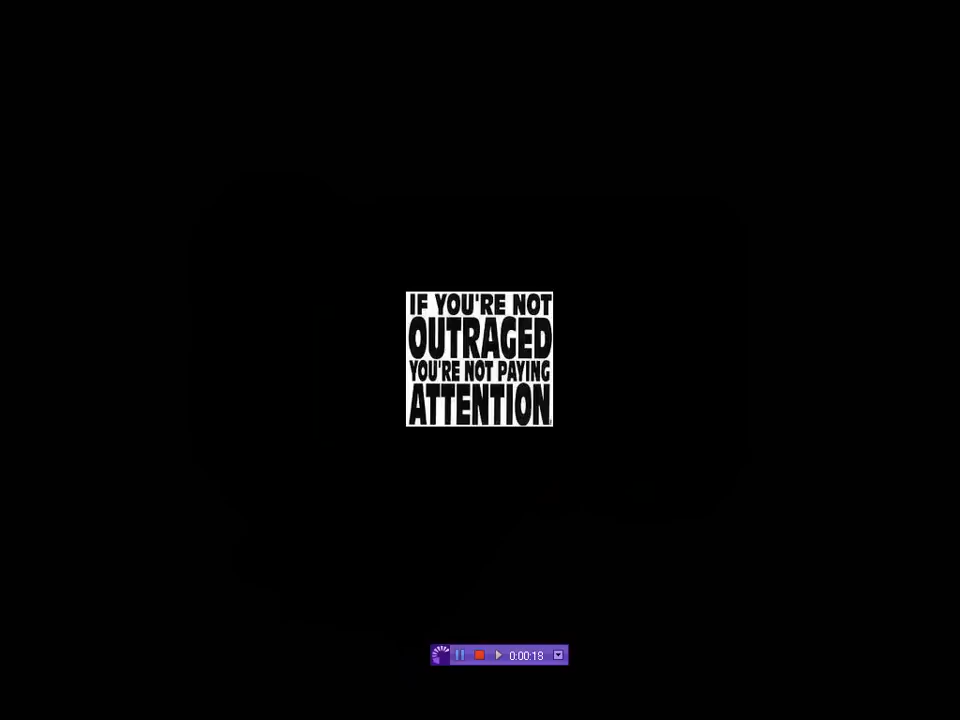 IF YOU'RE NOT
OUTRAGED
YOU'RE NOT PAYING
ATTENTION
0:00:18